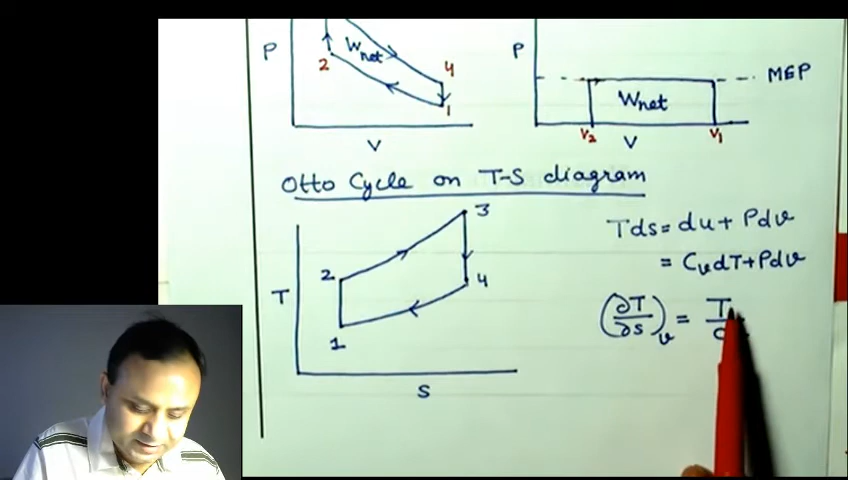 P
W net
2
4
1
V
P
MEP
Wnet
V2
V
V1
Otto Cycle on T-S diagram
3
2
T
4
1
S
Tds = du + Pdv
= CvdT + Pdv
(∂T/∂s)v = T/